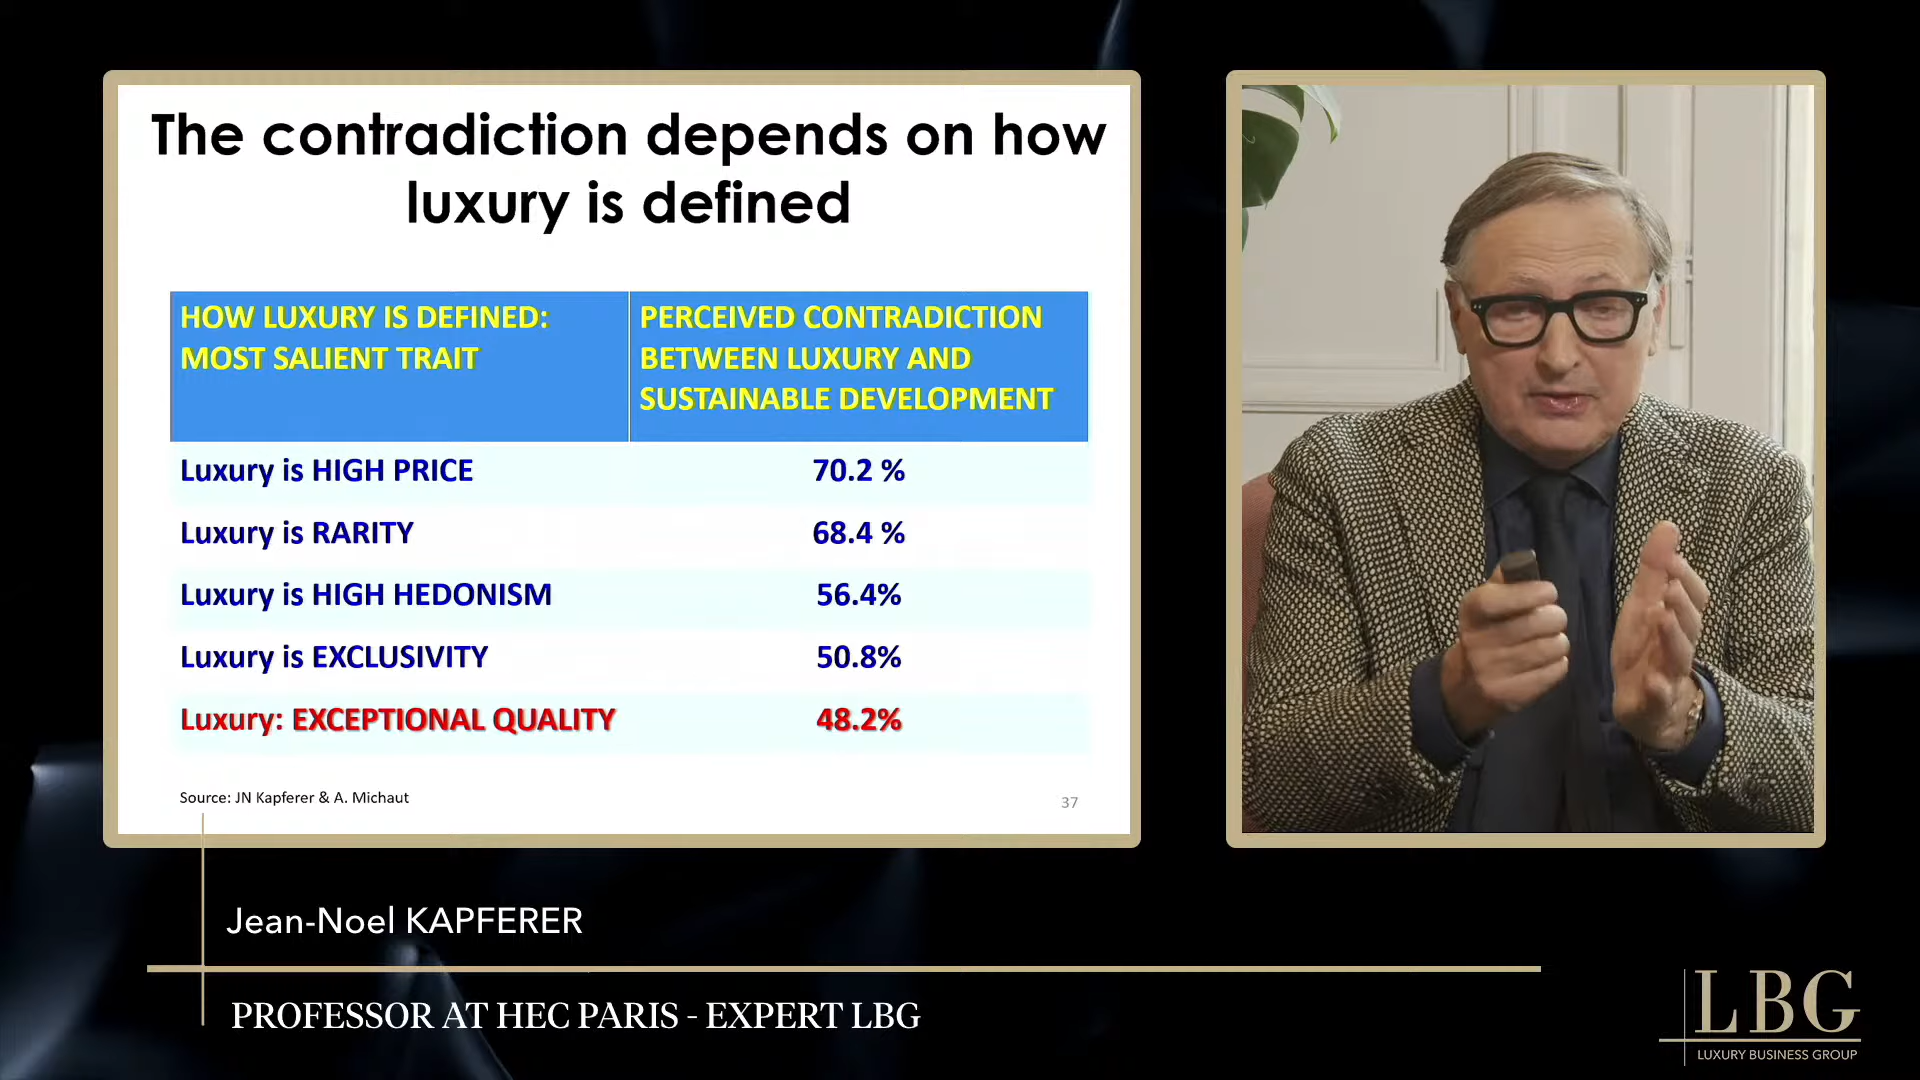 The contradiction depends on how
luxury is defined
HOW LUXURY IS DEFINED:
MOST SALIENT TRAIT
PERCEIVED CONTRADICTION
BETWEEN LUXURY AND
SUSTAINABLE DEVELOPMENT
Luxury is HIGH PRICE 70.2 %
Luxury is RARITY 68.4 %
Luxury is HIGH HEDONISM 56.4%
Luxury is EXCLUSIVITY 50.8%
Luxury: EXCEPTIONAL QUALITY 48.2%
Source: JN Kapferer & A. Michaut
37
Jean-Noel KAPFERER
PROFESSOR AT HEC PARIS - EXPERT LBG
LBG
LUXURY BUSINESS GROUP